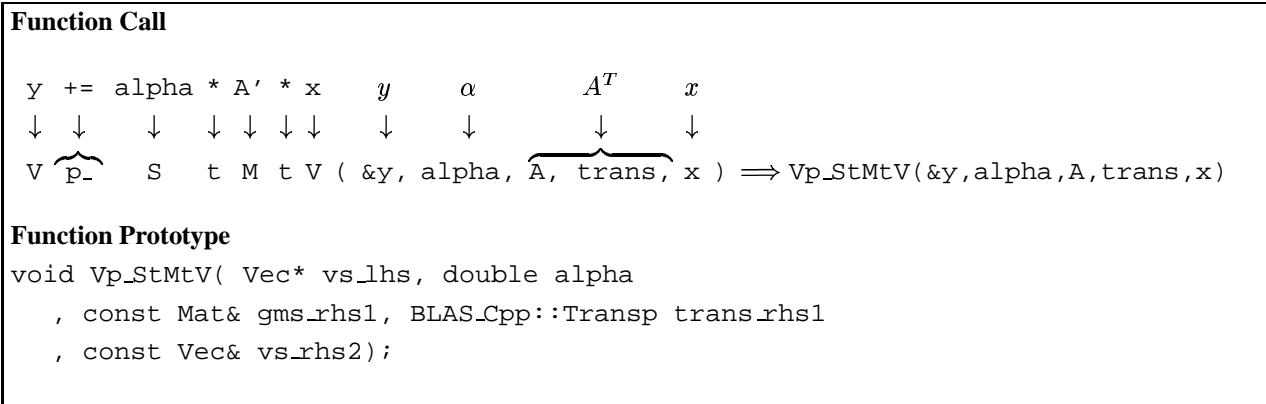 Function Call
y += alpha * A' * x y α A^T x
↓ ↓ ↓ ↓ ↓ ↓ ↓ ↓ ↓ ↓ ↓
V p_ S t M t V ( &y, alpha, A, trans, x ) ⟹ Vp_StMtV(&y,alpha,A,trans,x)
Function Prototype
void Vp_StMtV( Vec* vs_lhs, double alpha
, const Mat& gms_rhs1, BLAS_Cpp::Transp trans_rhs1
, const Vec& vs_rhs2);